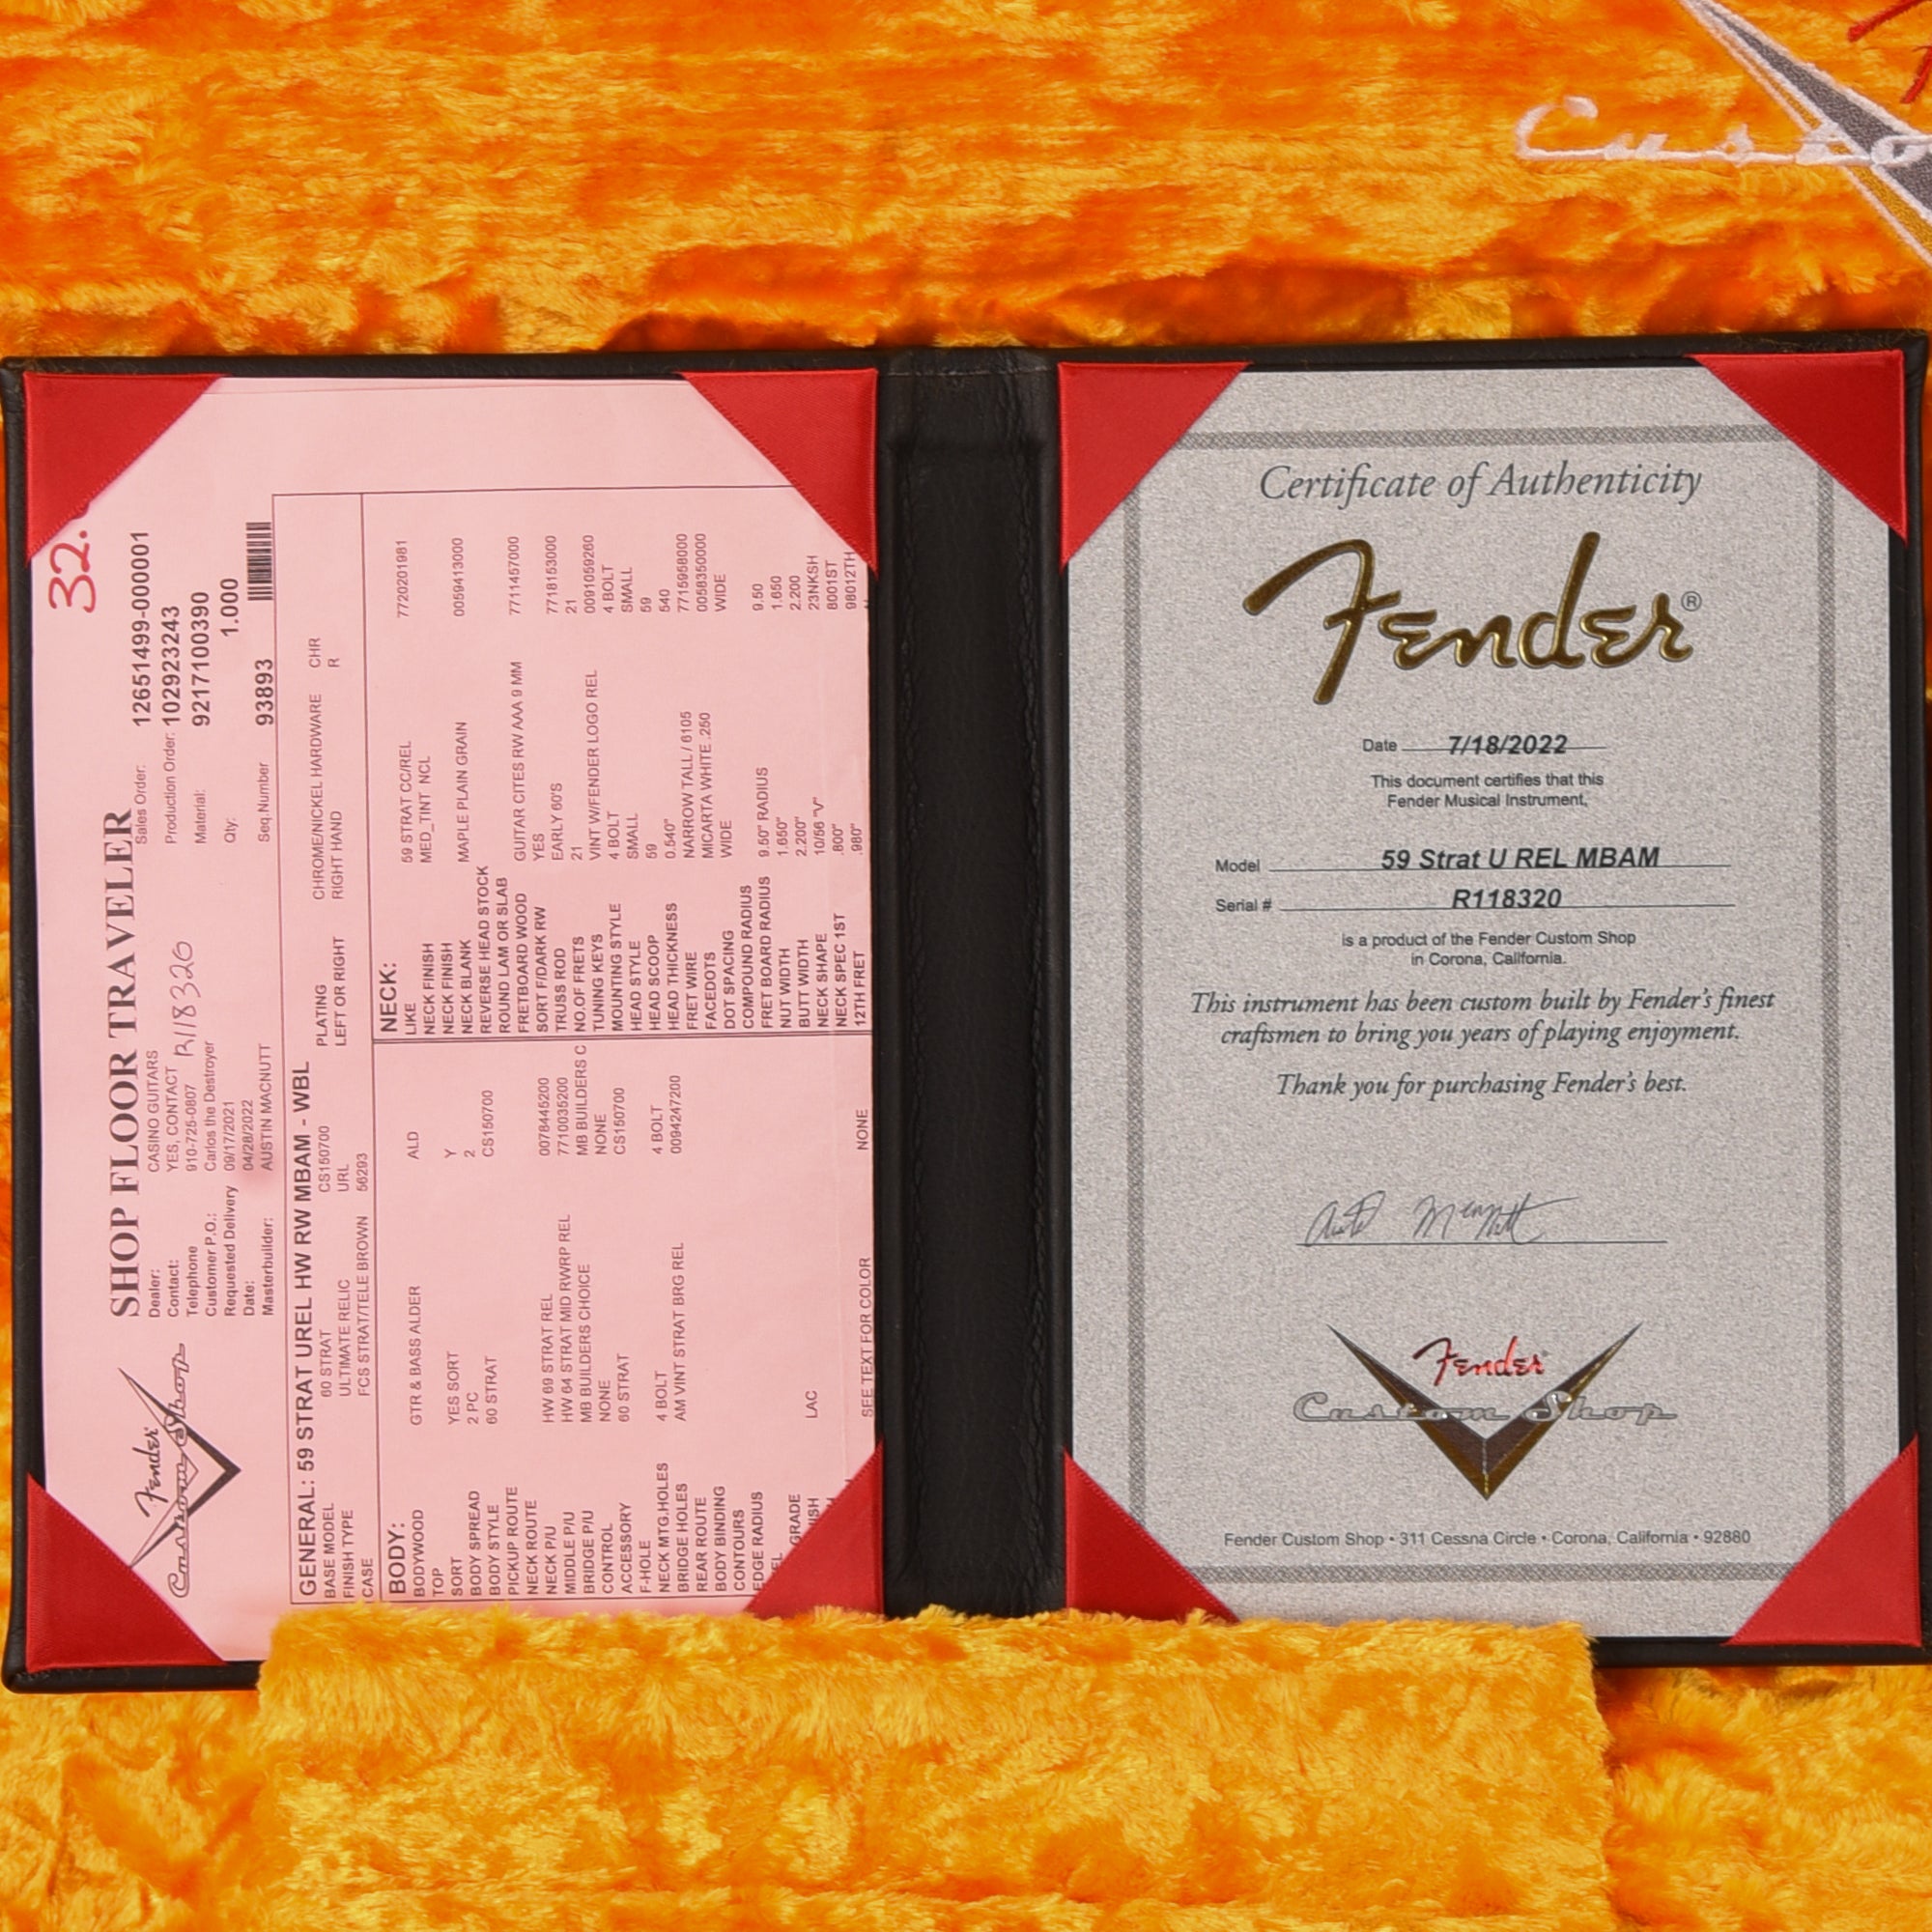 Custo
32.
Fender
Custom Shop
SHOP FLOOR TRAVELER
Dealer: CASINO GUITARS
Contact: YES, CONTACT
Telephone 910-725-0807 R118320
Customer P.O.: Carlos the Destroyer
Requested Delivery 09/17/2021
Date: 04/28/2022
Masterbuilder: AUSTIN MACNUTT
Sales Order: 12651499-000001
Production Order: 102923243
Material: 9217100390
Qty: 1.000
Seq.Number 93893
GENERAL: 59 STRAT UREL HW RW MBAM - WBL
BASE MODEL 60 STRAT CS150700 PLATING CHROME/NICKEL HARDWARE CHR
FINISH TYPE ULTIMATE RELIC URL LEFT OR RIGHT RIGHT HAND R
CASE FCS STRAT/TELE BROWN 56293
BODY:
BODYWOOD GTR & BASS ALDER ALD
TOP
SORT YES SORT Y
BODY SPREAD 2 PC 2
BODY STYLE 60 STRAT CS150700
PICKUP ROUTE
NECK ROUTE
NECK P/U HW 69 STRAT REL 0078445200
MIDDLE P/U HW 64 STRAT MID RWRP REL 7710035200
BRIDGE P/U MB BUILDERS CHOICE MB BUILDERS C
CONTROL NONE NONE
ACCESSORY 60 STRAT CS150700
F-HOLE
NECK MTG.HOLES 4 BOLT 4 BOLT
BRIDGE HOLES AM VINT STRAT BRG REL 0094247200
REAR ROUTE
BODY BINDING
CONTOURS
EDGE RADIUS
EL
GRADE LAC
ISH
SEE TEXT FOR COLOR NONE
NECK:
LIKE 59 STRAT CC/REL 7720201981
NECK FINISH MED_TINT NCL
NECK FINISH
NECK BLANK MAPLE PLAIN GRAIN 0059413000
REVERSE HEAD STOCK
ROUND LAM OR SLAB
FRETBOARD WOOD GUITAR CITES RW AAA 9 MM 7711457000
SORT F/DARK RW YES
TRUSS ROD EARLY 60'S 7718153000
NO.OF FRETS 21 21
TUNING KEYS VINT W/FENDER LOGO REL 0091059260
MOUNTING STYLE 4 BOLT 4 BOLT
HEAD STYLE SMALL SMALL
HEAD SCOOP 59 59
HEAD THICKNESS 0.540" 540
FRET WIRE NARROW TALL / 6105 7715958000
FACEDOTS MICARTA WHITE .250 0058350000
DOT SPACING WIDE WIDE
COMPOUND RADIUS
FRET BOARD RADIUS 9.50" RADIUS 9.50
NUT WIDTH 1.650" 1.650
BUTT WIDTH 2.200" 2.200
NECK SHAPE 10/56 "V" 23NKSH
NECK SPEC 1ST .800" 8001ST
12TH FRET .980" 98012TH
Certificate of Authenticity
Fender®
Date 7/18/2022
This document certifies that this
Fender Musical Instrument,
Model 59 Strat U REL MBAM
Serial # R118320
is a product of the Fender Custom Shop
in Corona, California.
This instrument has been custom built by Fender's finest
craftsmen to bring you years of playing enjoyment.
Thank you for purchasing Fender's best.
Fender
Custom Shop
Fender Custom Shop • 311 Cessna Circle • Corona, California • 92880